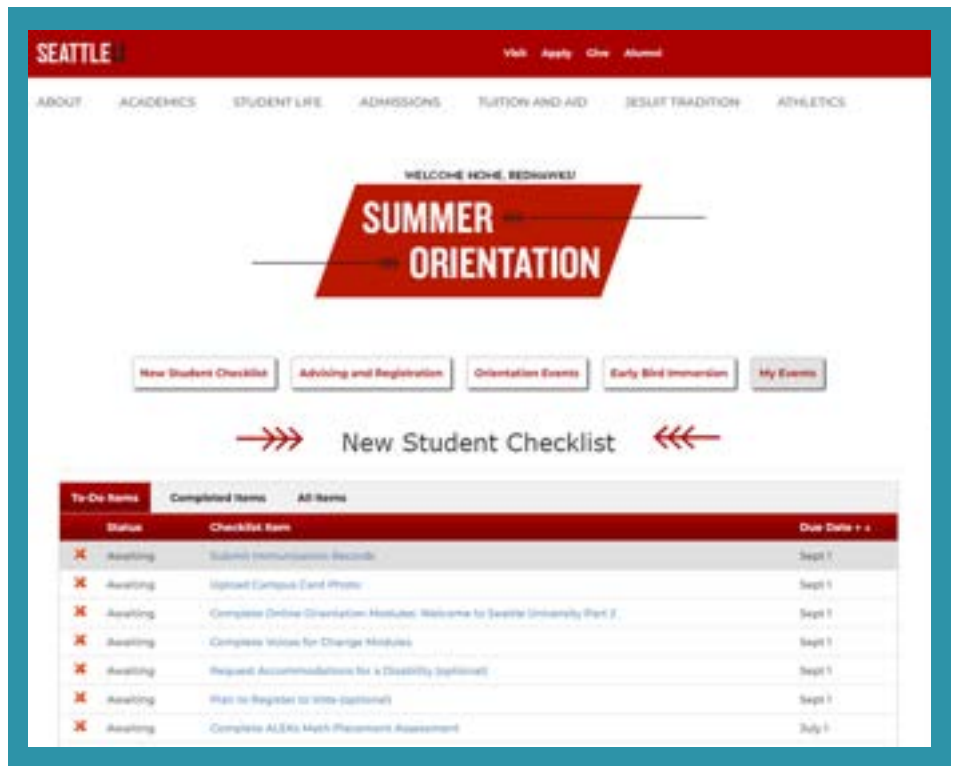 SEATTLEU
Visit Apply Give Alumni
ABOUT ACADEMICS STUDENT LIFE ADMISSIONS TUITION AND AID JESUIT TRADITION ATHLETICS
WELCOME HOME, REDHAWKS!
SUMMER
ORIENTATION
New Student Checklist Advising and Registration Orientation Events Early Bird Immersion My Events
New Student Checklist
To-Do Items Completed Items All Items
Status Checklist Item Due Date
Awaiting Submit Immunization Records Sept 1
Awaiting Upload Campus Card Photo Sept 1
Awaiting Complete Online Orientation Modules: Welcome to Seattle University Part 2 Sept 1
Awaiting Complete Voices for Change Modules Sept 1
Awaiting Request Accommodations for a Disability (optional) Sept 1
Awaiting Plan to Register to Vote (optional) Sept 1
Awaiting Complete ALEKs Math Placement Assessment July 1